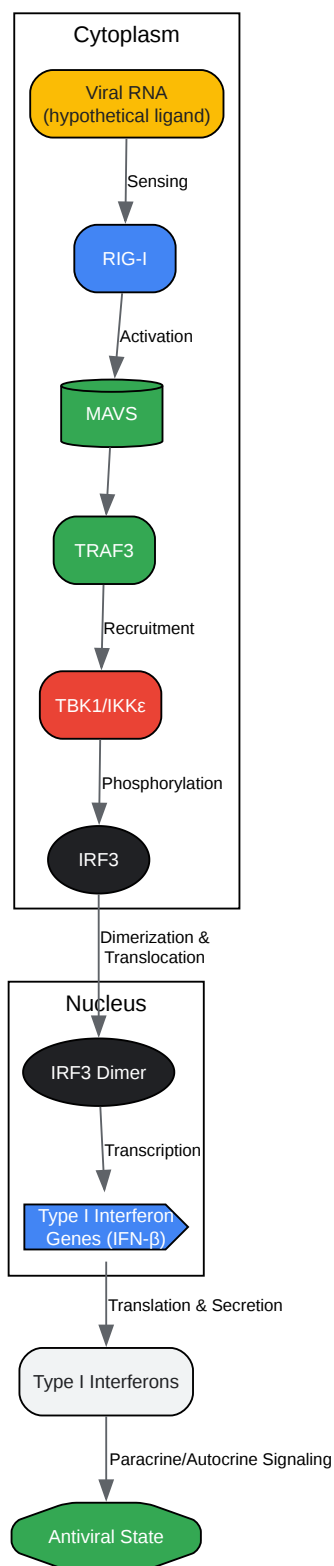 Cytoplasm
Viral RNA
(hypothetical ligand)
Sensing
RIG-I
Activation
MAVS
TRAF3
Recruitment
TBK1/IKKε
Phosphorylation
IRF3
Dimerization &
Translocation
Nucleus
IRF3 Dimer
Transcription
Type I Interferon
Genes (IFN-β)
Translation & Secretion
Type I Interferons
Paracrine/Autocrine Signaling
Antiviral State